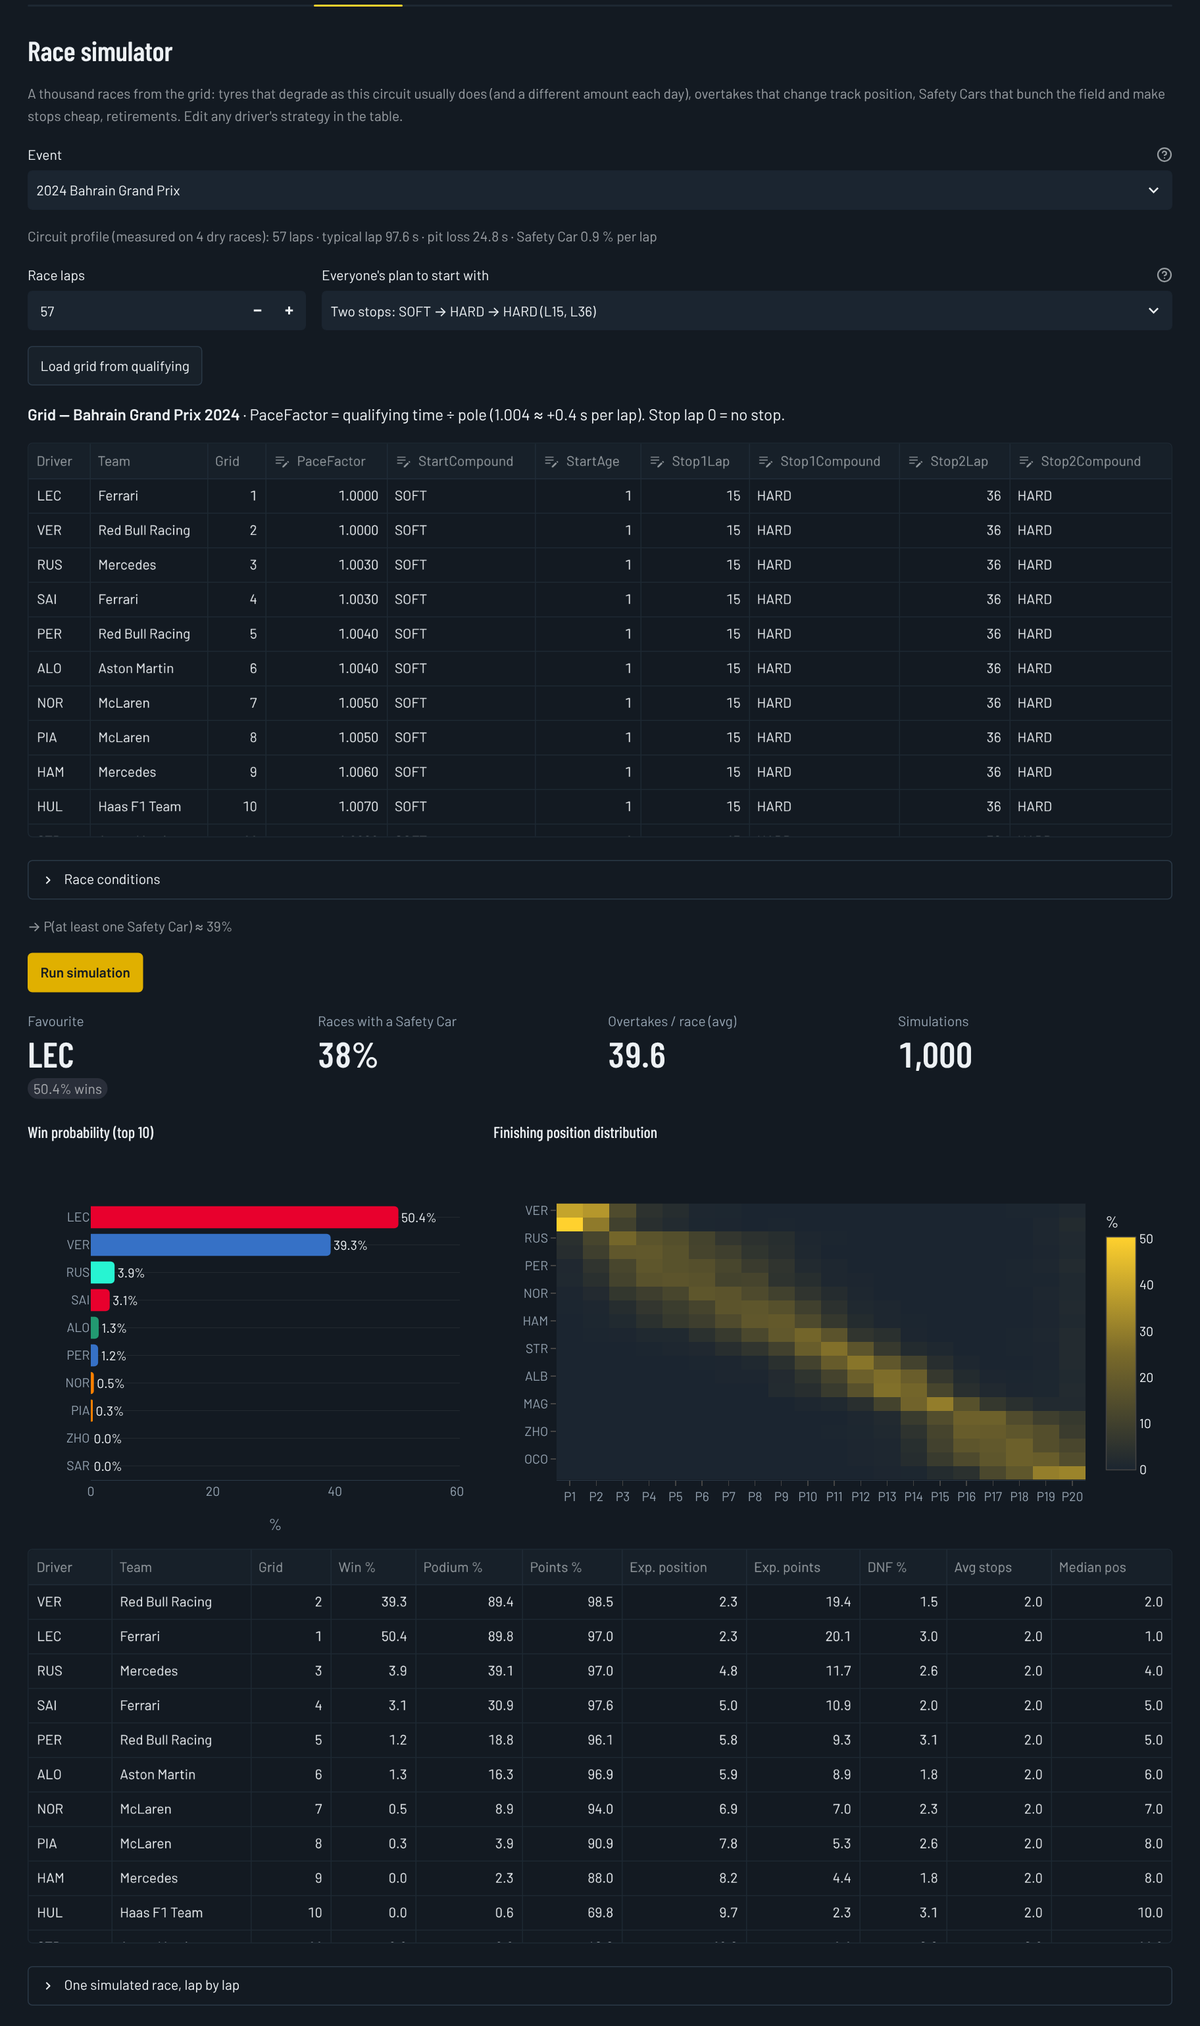 Race simulator
A thousand races from the grid: tyres that degrade as this circuit usually does (and a different amount each day), overtakes that change track position, Safety Cars that bunch the field and make
stops cheap, retirements. Edit any driver's strategy in the table.
Event
2024 Bahrain Grand Prix
Circuit profile (measured on 4 dry races): 57 laps · typical lap 97.6 s · pit loss 24.8 s · Safety Car 0.9 % per lap
Race laps Everyone's plan to start with
57 − + Two stops: SOFT → HARD → HARD (L15, L36)
Load grid from qualifying
Grid — Bahrain Grand Prix 2024 · PaceFactor = qualifying time ÷ pole (1.004 ≈ +0.4 s per lap). Stop lap 0 = no stop.
Driver Team Grid PaceFactor StartCompound StartAge Stop1Lap Stop1Compound Stop2Lap Stop2Compound
LEC Ferrari 1 1.0000 SOFT 1 15 HARD 36 HARD
VER Red Bull Racing 2 1.0000 SOFT 1 15 HARD 36 HARD
RUS Mercedes 3 1.0030 SOFT 1 15 HARD 36 HARD
SAI Ferrari 4 1.0030 SOFT 1 15 HARD 36 HARD
PER Red Bull Racing 5 1.0040 SOFT 1 15 HARD 36 HARD
ALO Aston Martin 6 1.0040 SOFT 1 15 HARD 36 HARD
NOR McLaren 7 1.0050 SOFT 1 15 HARD 36 HARD
PIA McLaren 8 1.0050 SOFT 1 15 HARD 36 HARD
HAM Mercedes 9 1.0060 SOFT 1 15 HARD 36 HARD
HUL Haas F1 Team 10 1.0070 SOFT 1 15 HARD 36 HARD
Race conditions
→ P(at least one Safety Car) ≈ 39%
Run simulation
Favourite Races with a Safety Car Overtakes / race (avg) Simulations
LEC 38% 39.6 1,000
50.4% wins
Win probability (top 10)
LEC 50.4%
VER 39.3%
RUS 3.9%
SAI 3.1%
ALO 1.3%
PER 1.2%
NOR 0.5%
PIA 0.3%
ZHO 0.0%
SAR 0.0%
0 20 40 60
%
Finishing position distribution
VER
RUS
PER
NOR
HAM
STR
ALB
MAG
ZHO
OCO
P1 P2 P3 P4 P5 P6 P7 P8 P9 P10 P11 P12 P13 P14 P15 P16 P17 P18 P19 P20
%
50
40
30
20
10
0
Driver Team Grid Win % Podium % Points % Exp. position Exp. points DNF % Avg stops Median pos
VER Red Bull Racing 2 39.3 89.4 98.5 2.3 19.4 1.5 2.0 2.0
LEC Ferrari 1 50.4 89.8 97.0 2.3 20.1 3.0 2.0 1.0
RUS Mercedes 3 3.9 39.1 97.0 4.8 11.7 2.6 2.0 4.0
SAI Ferrari 4 3.1 30.9 97.6 5.0 10.9 2.0 2.0 5.0
PER Red Bull Racing 5 1.2 18.8 96.1 5.8 9.3 3.1 2.0 5.0
ALO Aston Martin 6 1.3 16.3 96.9 5.9 8.9 1.8 2.0 6.0
NOR McLaren 7 0.5 8.9 94.0 6.9 7.0 2.3 2.0 7.0
PIA McLaren 8 0.3 3.9 90.9 7.8 5.3 2.6 2.0 8.0
HAM Mercedes 9 0.0 2.3 88.0 8.2 4.4 1.8 2.0 8.0
HUL Haas F1 Team 10 0.0 0.6 69.8 9.7 2.3 3.1 2.0 10.0
One simulated race, lap by lap